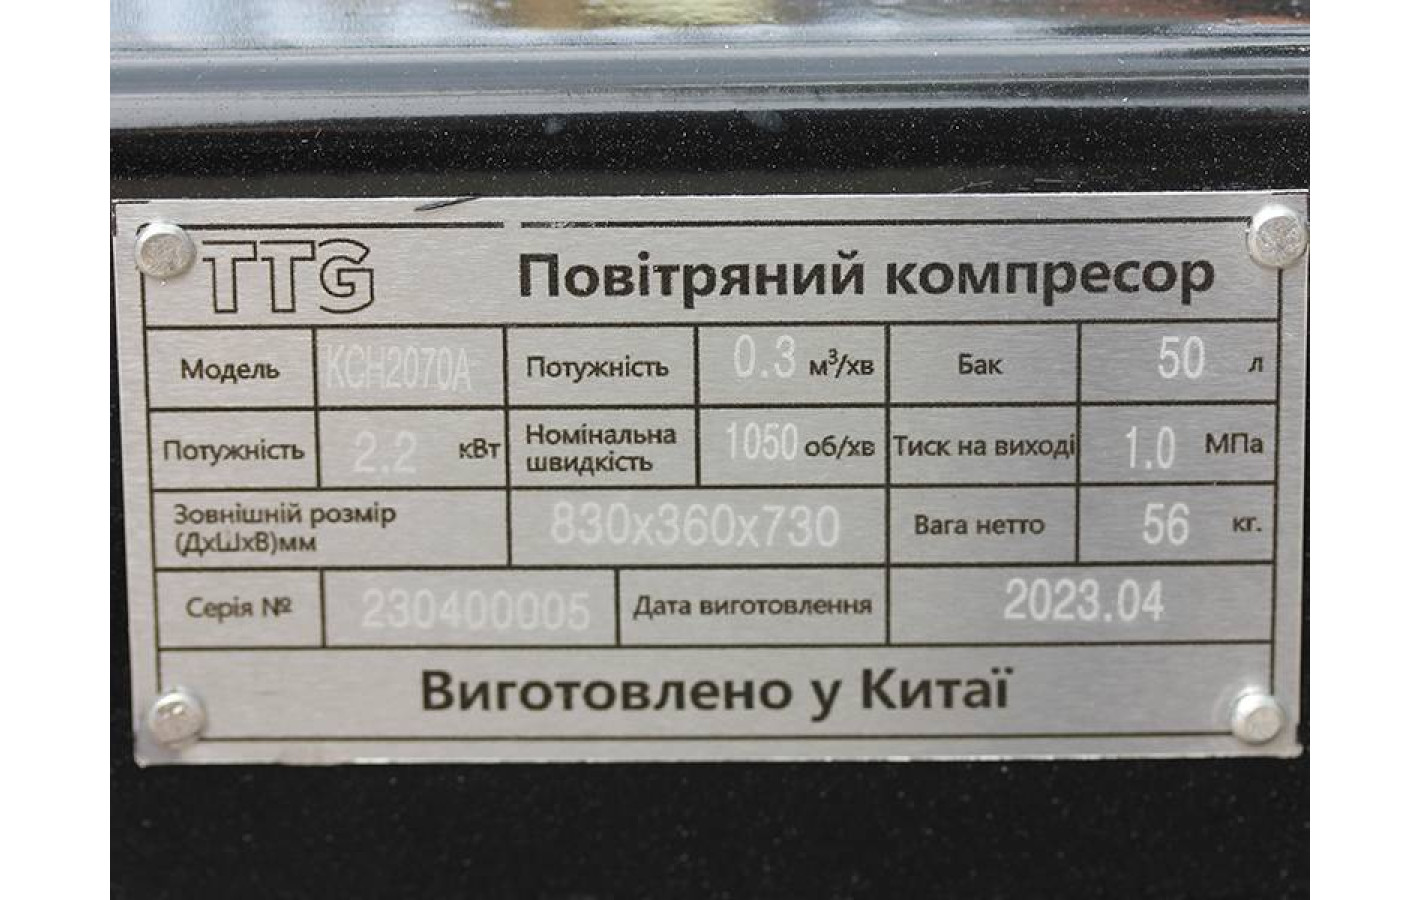 TTG Повітряний компресор
Модель KCH2070A Потужність 0.3 м³/хв Бак 50 л
Потужність 2.2 кВт Номінальна швидкість 1050 об/хв Тиск на виході 1.0 МПа
Зовнішній розмір (ДхШхВ)мм 830x360x730 Вага нетто 56 кг.
Серія № 230400005 Дата виготовлення 2023.04
Виготовлено у Китаї